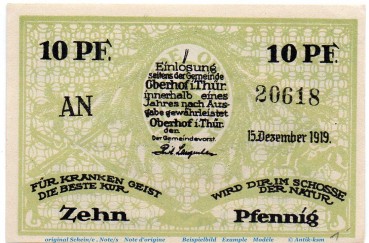 10 PF.
10 PF.
Einlösung
seitens der Gemeinde
Oberhof i. Thür.
innerhalb eines
Jahres nach Aus-
gabe gewährleistet
Oberhof i. Thür.
den
Der Gemeindevorst.
AN
20618
15. Dezember 1919.
FÜR KRANKEN GEIST
DIE BESTE KUR
WIRD DIR IM SCHOSSE
DER NATUR.
Zehn
Pfennig
original Schein/e . Note/s Note d'origine Beispielbild Example Modèle © Antik-ksm